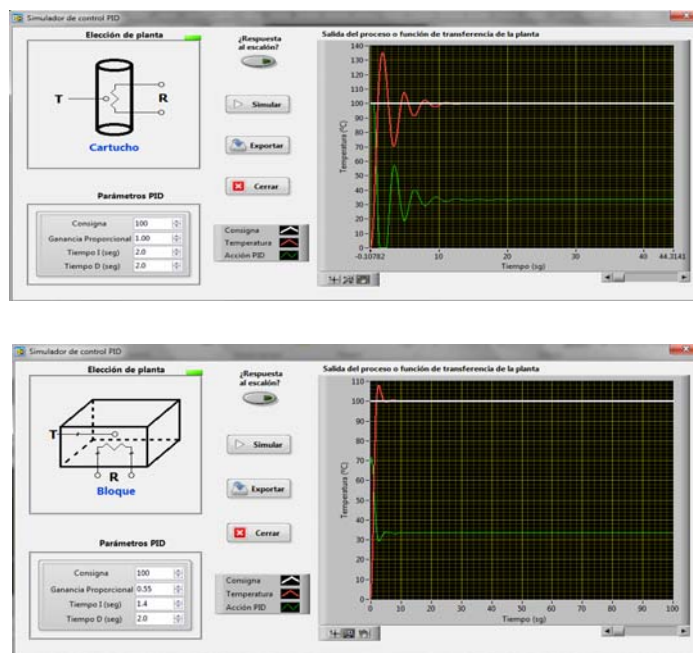 Simulador de control PID
Elección de planta
T
R
Cartucho
Parámetros PID
Consigna 100
Ganancia Proporcional 1.00
Tiempo I (seg) 2.0
Tiempo D (seg) 2.0
¿Respuesta
al escalón?
Simular
Exportar
Cerrar
Consigna
Temperatura
Acción PID
Salida del proceso o función de transferencia de la planta
Temperatura (ºC)
140
130
120
110
100
90
80
70
60
50
40
30
20
10
0
-0.10782 10 20 30 40 44.3141
Tiempo (sg)
Simulador de control PID
Elección de planta
T
R
Bloque
Parámetros PID
Consigna 100
Ganancia Proporcional 0.55
Tiempo I (seg) 1.4
Tiempo D (seg) 2.0
¿Respuesta
al escalón?
Simular
Exportar
Cerrar
Consigna
Temperatura
Acción PID
Salida del proceso o función de transferencia de la planta
Temperatura (ºC)
110
100
90
80
70
60
50
40
30
20
10
0
0 10 20 30 40 50 60 70 80 90 100
Tiempo (sg)